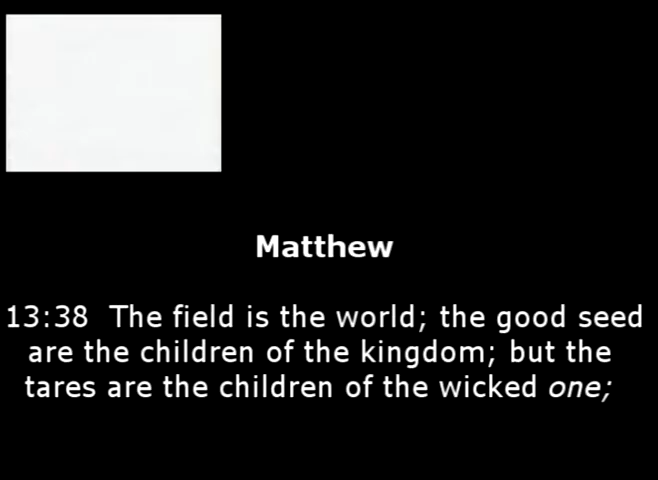 Matthew
13:38 The field is the world; the good seed
are the children of the kingdom; but the
tares are the children of the wicked one;